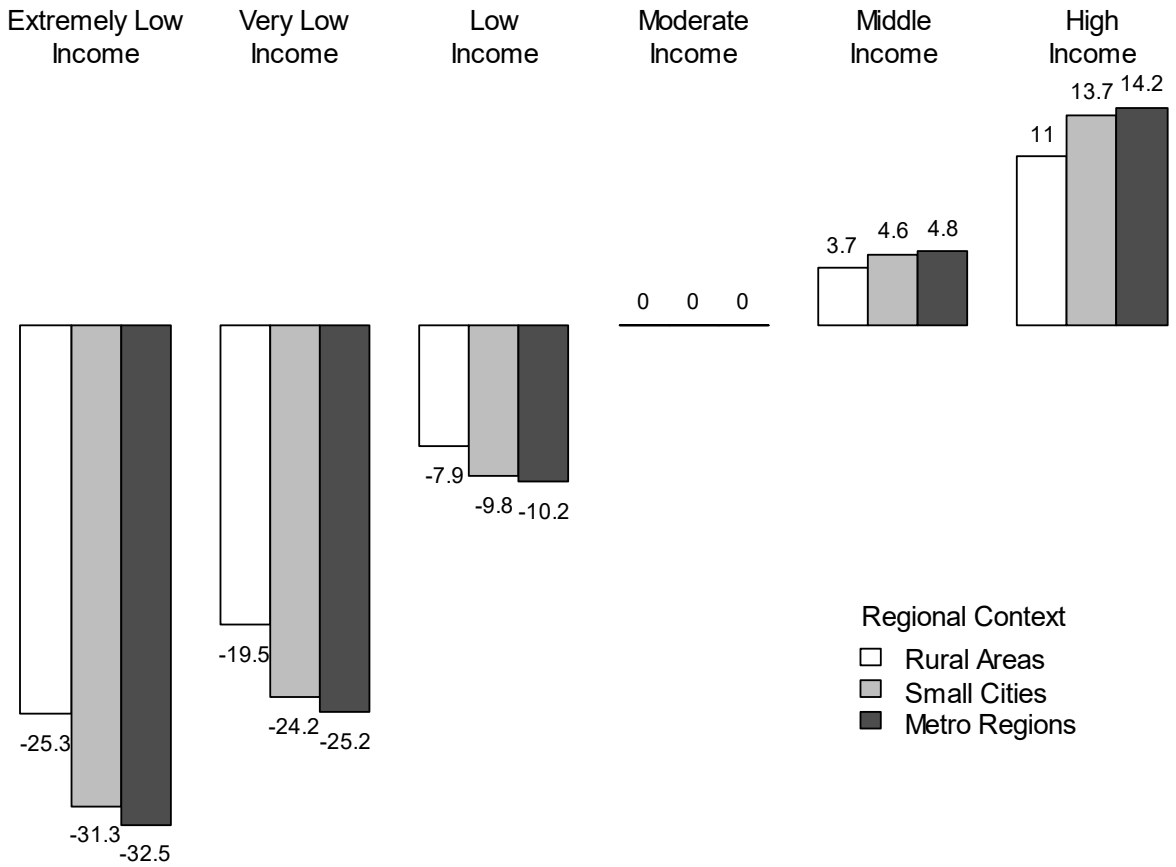 Extremely Low
Income
Very Low
Income
Low
Income
Moderate
Income
Middle
Income
High
Income
-25.3
-31.3
-32.5
-19.5
-24.2
-25.2
-7.9
-9.8
-10.2
0
0
0
3.7
4.6
4.8
11
13.7
14.2
Regional Context
Rural Areas
Small Cities
Metro Regions